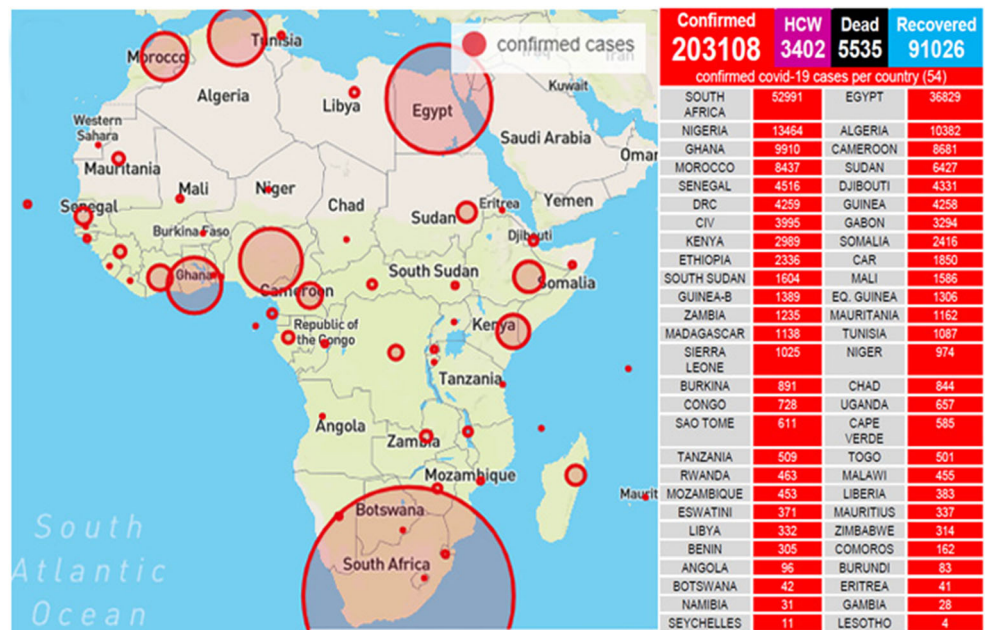 confirmed cases
Tunisia
Morocco
Algeria
Libya
Egypt
Iraq
Iran
Kuwait
Western
Sahara
Saudi Arabia
Oman
Mauritania
Mali
Niger
Chad
Sudan
Eritrea
Yemen
Senegal
Burkina Faso
Djibouti
Ghana
South Sudan
Somalia
Cameroon
Republic of
the Congo
Kenya
Tanzania
Angola
Zambia
Mozambique
Maurit
Botswana
South Africa
South
Atlantic
Ocean
Confirmed HCW Dead Recovered
203108 3402 5535 91026
confirmed covid-19 cases per country (54)
SOUTH AFRICA 52991 EGYPT 36829
NIGERIA 13464 ALGERIA 10382
GHANA 9910 CAMEROON 8681
MOROCCO 8437 SUDAN 6427
SENEGAL 4516 DJIBOUTI 4331
DRC 4259 GUINEA 4258
CIV 3995 GABON 3294
KENYA 2989 SOMALIA 2416
ETHIOPIA 2336 CAR 1850
SOUTH SUDAN 1604 MALI 1586
GUINEA-B 1389 EQ. GUINEA 1306
ZAMBIA 1235 MAURITANIA 1162
MADAGASCAR 1138 TUNISIA 1087
SIERRA LEONE 1025 NIGER 974
BURKINA 891 CHAD 844
CONGO 728 UGANDA 657
SAO TOME 611 CAPE VERDE 585
TANZANIA 509 TOGO 501
RWANDA 463 MALAWI 455
MOZAMBIQUE 453 LIBERIA 383
ESWATINI 371 MAURITIUS 337
LIBYA 332 ZIMBABWE 314
BENIN 305 COMOROS 162
ANGOLA 96 BURUNDI 83
BOTSWANA 42 ERITREA 41
NAMIBIA 31 GAMBIA 28
SEYCHELLES 11 LESOTHO 4